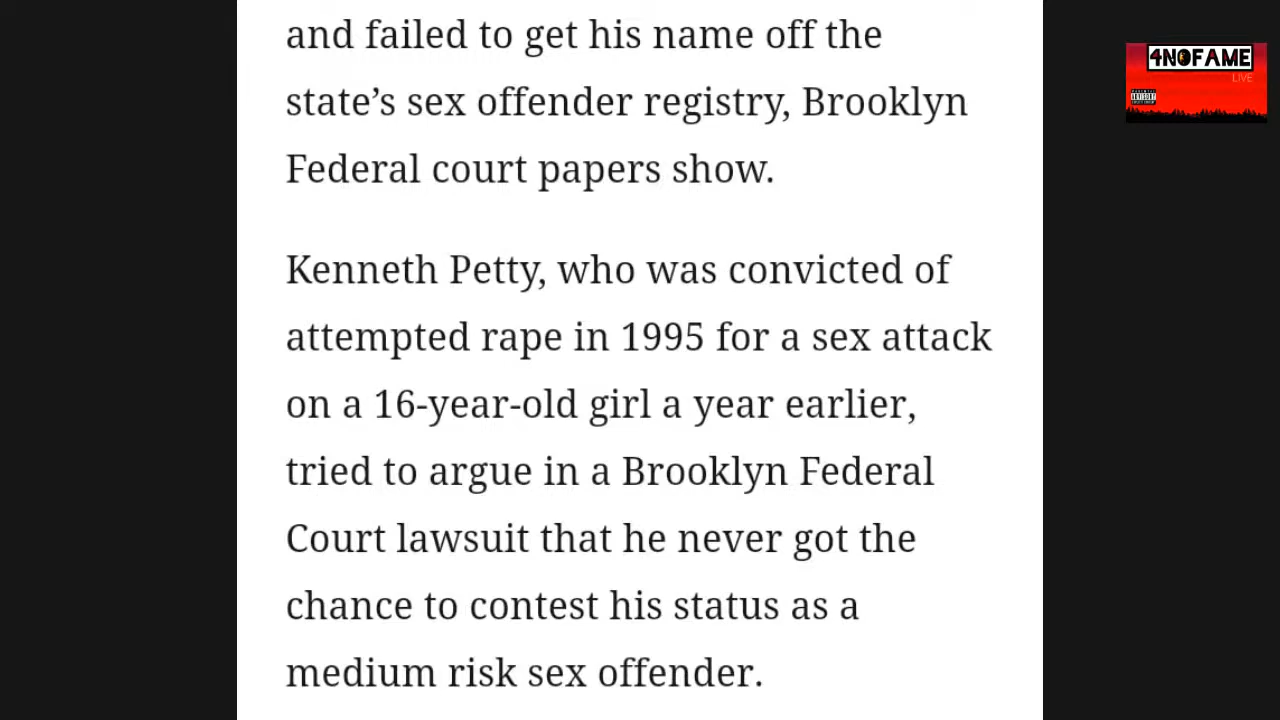 and failed to get his name off the
state’s sex offender registry, Brooklyn
Federal court papers show.
Kenneth Petty, who was convicted of
attempted rape in 1995 for a sex attack
on a 16-year-old girl a year earlier,
tried to argue in a Brooklyn Federal
Court lawsuit that he never got the
chance to contest his status as a
medium risk sex offender.
4NOFAME
LIVE